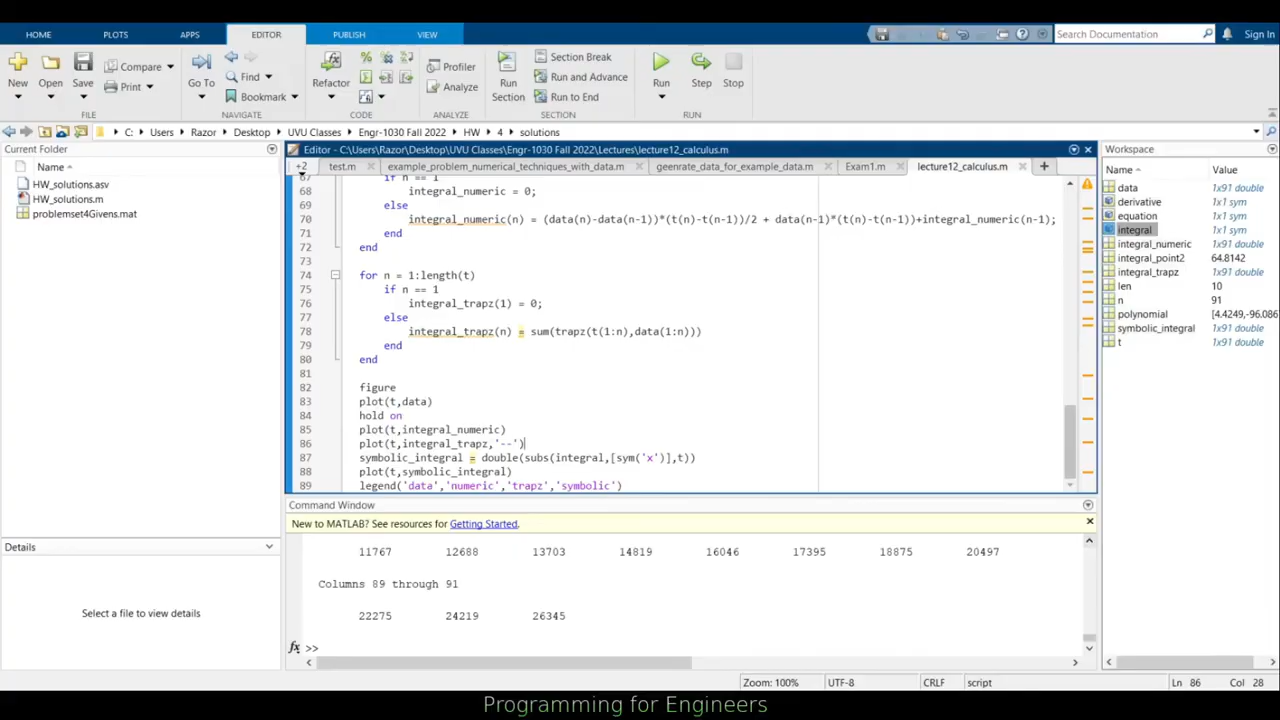 HOME PLOTS APPS EDITOR PUBLISH VIEW Search Documentation Sign In
New Open Save Compare Print Go To Find Bookmark Refactor Profiler Analyze Run Section Section Break Run and Advance Run to End Run Step Stop
FILE NAVIGATE CODE ANALYZE SECTION RUN
C: Users Razor Desktop UVU Classes Engr-1030 Fall 2022 HW 4 solutions
Current Folder
Name
HW_solutions.asv
HW_solutions.m
problemset4Givens.mat
Details
Select a file to view details
Editor - C:\Users\Razor\Desktop\UVU Classes\Engr-1030 Fall 2022\Lectures\lecture12_calculus.m
+2 test.m example_problem_numerical_techniques_with_data.m geenrate_data_for_example_data.m Exam1.m lecture12_calculus.m
67 if n == 1
68 integral_numeric = 0;
69 else
70 integral_numeric(n) = (data(n)-data(n-1))*(t(n)-t(n-1))/2 + data(n-1)*(t(n)-t(n-1))+integral_numeric(n-1);
71 end
72 end
73
74 for n = 1:length(t)
75 if n == 1
76 integral_trapz(1) = 0;
77 else
78 integral_trapz(n) = sum(trapz(t(1:n),data(1:n)))
79 end
80 end
81
82 figure
83 plot(t,data)
84 hold on
85 plot(t,integral_numeric)
86 plot(t,integral_trapz,'--')
87 symbolic_integral = double(subs(integral,[sym('x')],t))
88 plot(t,symbolic_integral)
89 legend('data','numeric','trapz','symbolic')
Command Window
New to MATLAB? See resources for Getting Started.
11767 12688 13703 14819 16046 17395 18875 20497
Columns 89 through 91
22275 24219 26345
fx >>
Workspace
Name Value
data 1x91 double
derivative 1x1 sym
equation 1x1 sym
integral 1x1 sym
integral_numeric 1x91 double
integral_point2 64.8142
integral_trapz 1x91 double
len 10
n 91
polynomial [4.4249,-96.086
symbolic_integral 1x91 double
t 1x91 double
Zoom: 100% UTF-8 CRLF script Ln 86 Col 28
Programming for Engineers